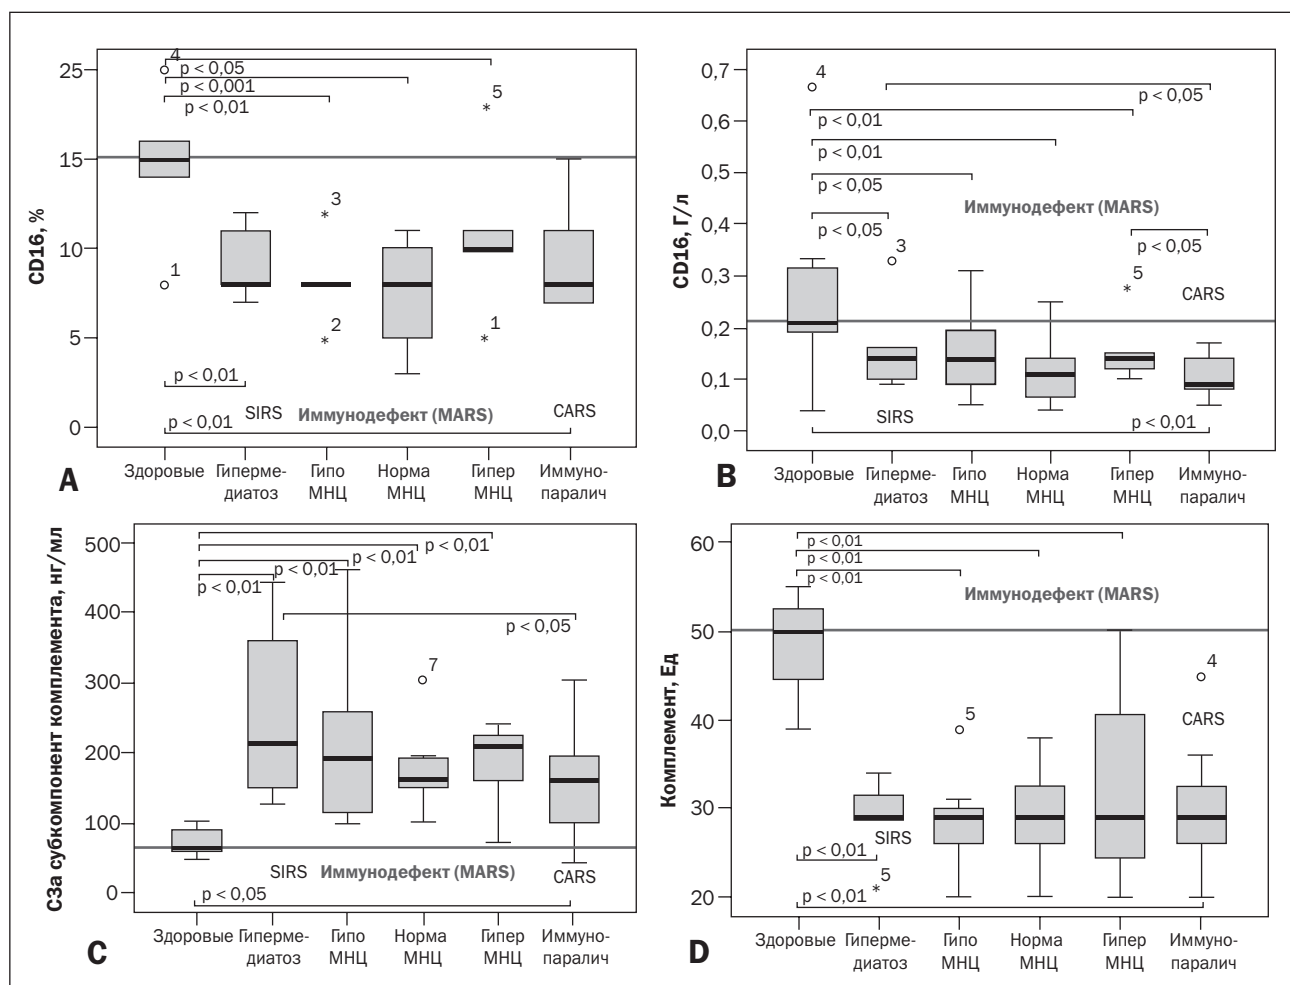 CD16, %
25
15
10
5
0
4
p < 0,05
p < 0,001
p < 0,01
5
*
3
*
1
2
*
1
*
p < 0,01
SIRS
Иммунодефект (MARS)
CARS
p < 0,01
A
Здоровые
Гиперме-
диатоз
Гипо
МНЦ
Норма
МНЦ
Гипер
МНЦ
Иммуно-
паралич
CD16, Г/л
0,7
0,6
0,5
0,4
0,3
0,2
0,1
0,0
4
p < 0,05
p < 0,01
p < 0,01
p < 0,05
Иммунодефект (MARS)
p < 0,05
3
p < 0,05
5
*
CARS
SIRS
p < 0,01
B
Здоровые
Гиперме-
диатоз
Гипо
МНЦ
Норма
МНЦ
Гипер
МНЦ
Иммуно-
паралич
C3a субкомпонент комплемента, нг/мл
500
400
300
200
100
0
p < 0,01
p < 0,01
p < 0,01
p < 0,01
p < 0,05
7
SIRS
Иммунодефект (MARS)
CARS
p < 0,05
C
Здоровые
Гиперме-
диатоз
Гипо
МНЦ
Норма
МНЦ
Гипер
МНЦ
Иммуно-
паралич
Комплемент, Ед
60
50
40
30
20
p < 0,01
p < 0,01
p < 0,01
Иммунодефект (MARS)
4
5
CARS
SIRS
p < 0,01
5
*
p < 0,01
D
Здоровые
Гиперме-
диатоз
Гипо
МНЦ
Норма
МНЦ
Гипер
МНЦ
Иммуно-
паралич